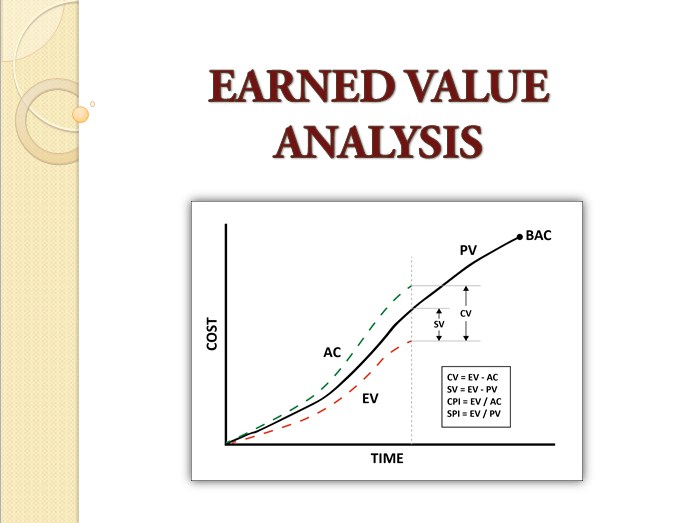 EARNED VALUE
ANALYSIS
BAC
PV
CV
SV
COST
AC
EV
CV = EV - AC
SV = EV - PV
CPI = EV / AC
SPI = EV / PV
TIME